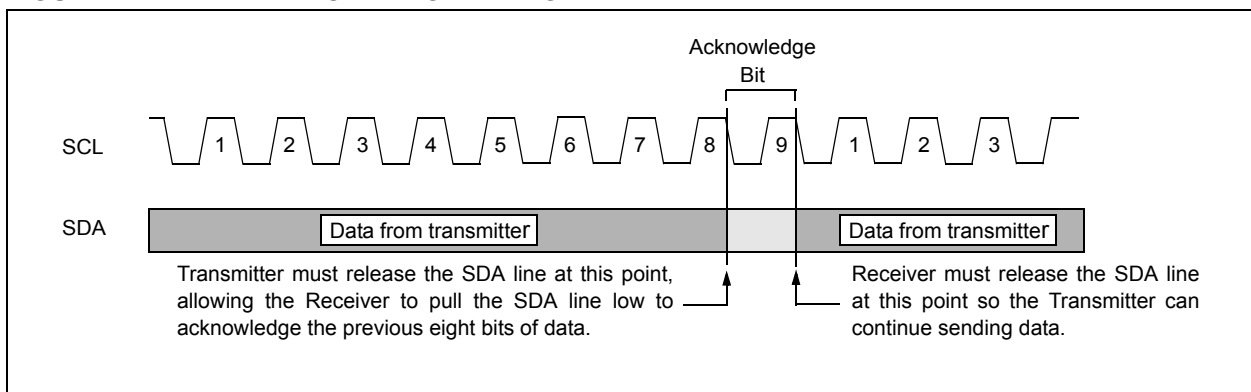 Acknowledge
Bit
SCL
1 2 3 4 5 6 7 8 9 1 2 3
SDA
Data from transmitter
Data from transmitter
Transmitter must release the SDA line at this point,
allowing the Receiver to pull the SDA line low to
acknowledge the previous eight bits of data.
Receiver must release the SDA line
at this point so the Transmitter can
continue sending data.